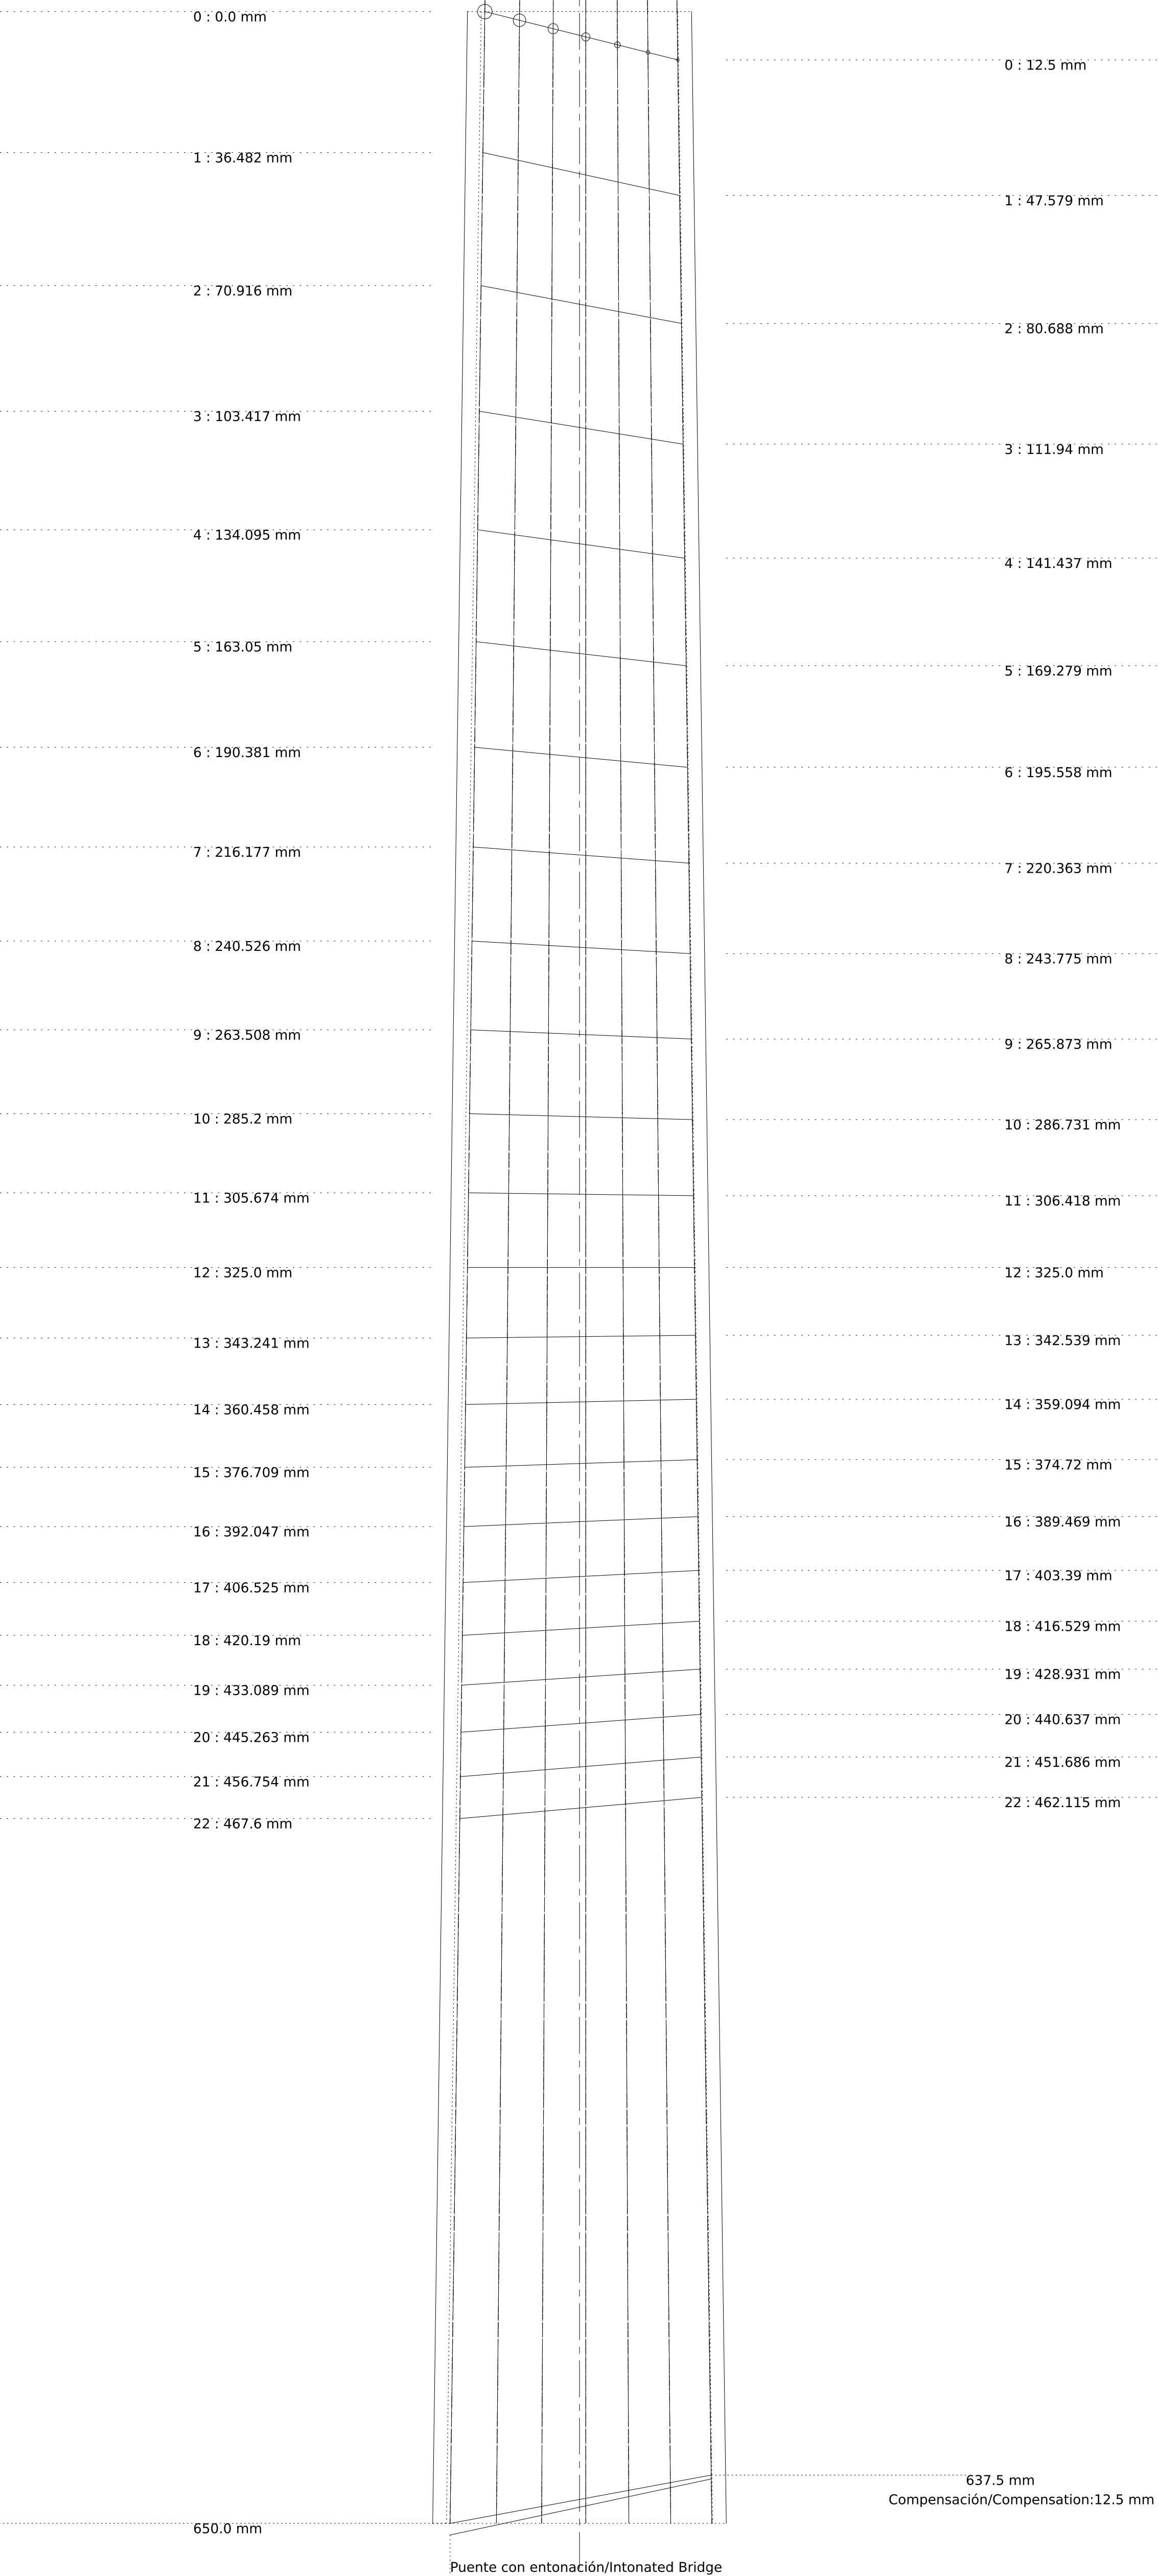 0 : 0.0 mm
0 : 12.5 mm
1 : 36.482 mm
1 : 47.579 mm
2 : 70.916 mm
2 : 80.688 mm
3 : 103.417 mm
3 : 111.94 mm
4 : 134.095 mm
4 : 141.437 mm
5 : 163.05 mm
5 : 169.279 mm
6 : 190.381 mm
6 : 195.558 mm
7 : 216.177 mm
7 : 220.363 mm
8 : 240.526 mm
8 : 243.775 mm
9 : 263.508 mm
9 : 265.873 mm
10 : 285.2 mm
10 : 286.731 mm
11 : 305.674 mm
11 : 306.418 mm
12 : 325.0 mm
12 : 325.0 mm
13 : 343.241 mm
13 : 342.539 mm
14 : 360.458 mm
14 : 359.094 mm
15 : 376.709 mm
15 : 374.72 mm
16 : 392.047 mm
16 : 389.469 mm
17 : 406.525 mm
17 : 403.39 mm
18 : 420.19 mm
18 : 416.529 mm
19 : 433.089 mm
19 : 428.931 mm
20 : 445.263 mm
20 : 440.637 mm
21 : 456.754 mm
21 : 451.686 mm
22 : 467.6 mm
22 : 462.115 mm
637.5 mm
Compensación/Compensation:12.5 mm
650.0 mm
Puente con entonación/Intonated Bridge